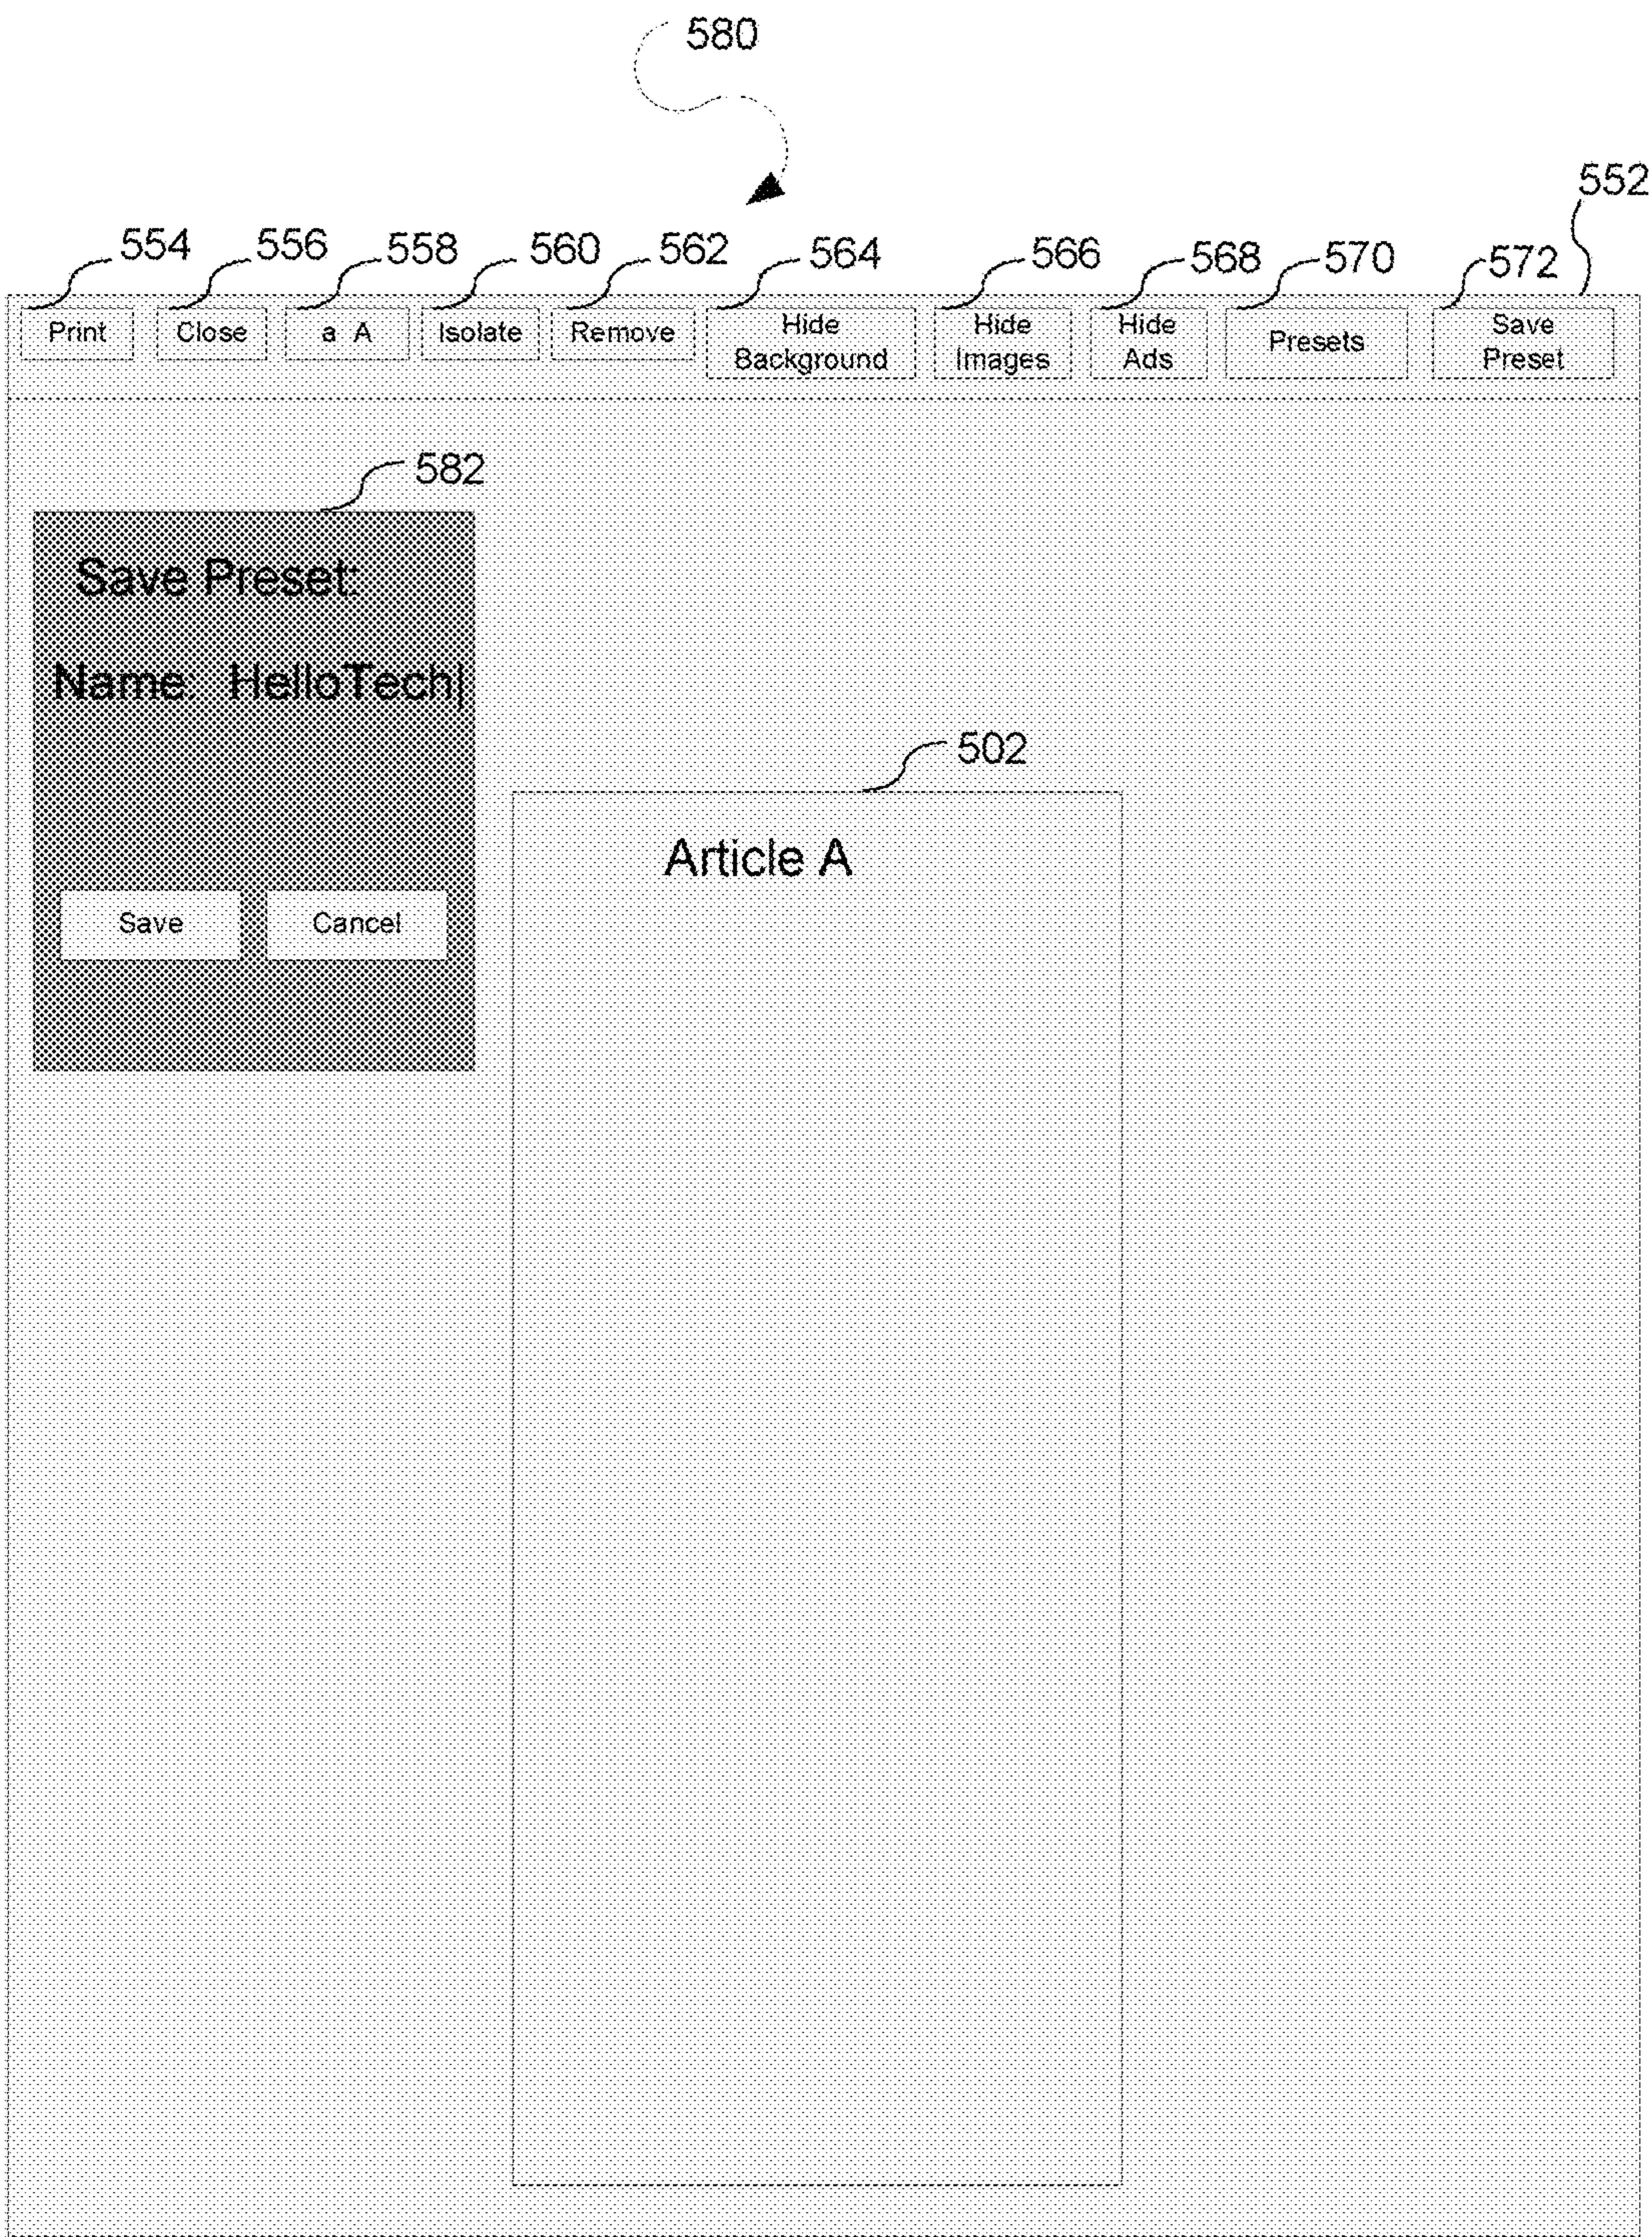 580
552
554 556 558 560 562 564 566 568 570 572
Print Close a A Isolate Remove Hide Background Hide Images Hide Ads Presets Save Preset
582
Save Preset:
Name: HelloTech|
502
Article A
Save Cancel